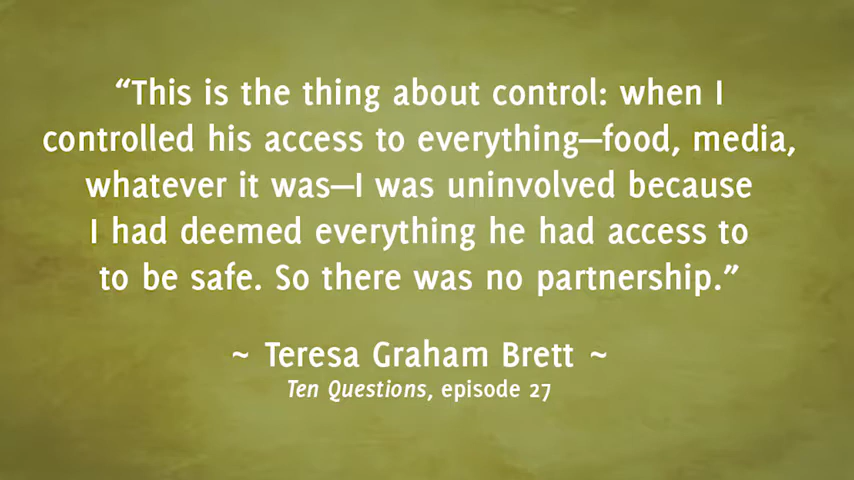 “This is the thing about control: when I
controlled his access to everything—food, media,
whatever it was—I was uninvolved because
I had deemed everything he had access to
to be safe. So there was no partnership.”
~ Teresa Graham Brett ~
Ten Questions, episode 27